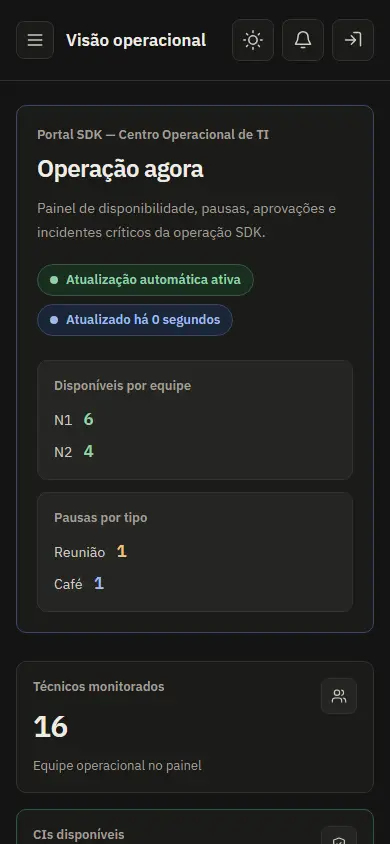 Visão operacional
Portal SDK — Centro Operacional de TI
Operação agora
Painel de disponibilidade, pausas, aprovações e
incidentes críticos da operação SDK.
Atualização automática ativa
Atualizado há 0 segundos
Disponíveis por equipe
N1 6
N2 4
Pausas por tipo
Reunião 1
Café 1
Técnicos monitorados
16
Equipe operacional no painel
CIs disponíveis